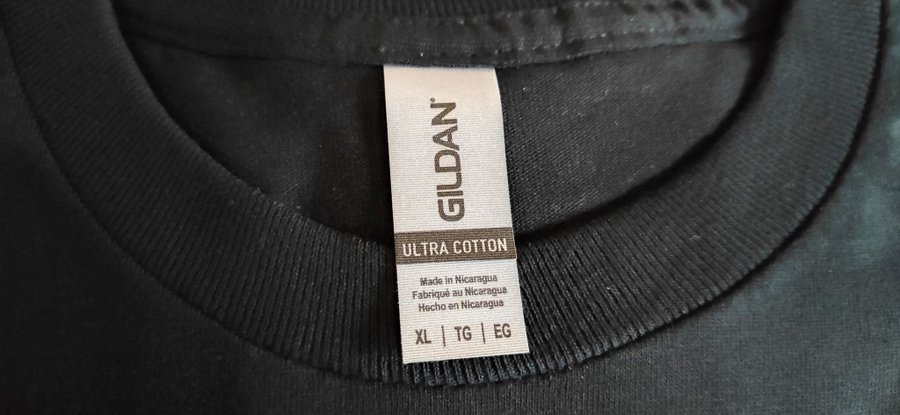 GILDAN®
ULTRA COTTON
Made in Nicaragua
Fabriqué au Nicaragua
Hecho en Nicaragua
XL | TG | EG